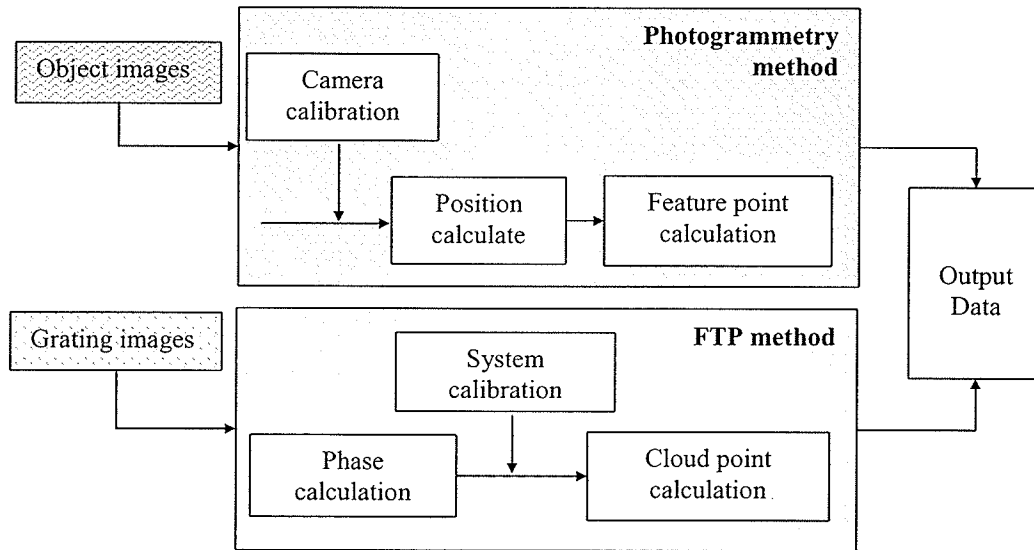 Photogrammetry
method
Object images
Camera
calibration
Position
calculate
Feature point
calculation
Output
Data
Grating images
FTP method
System
calibration
Phase
calculation
Cloud point
calculation